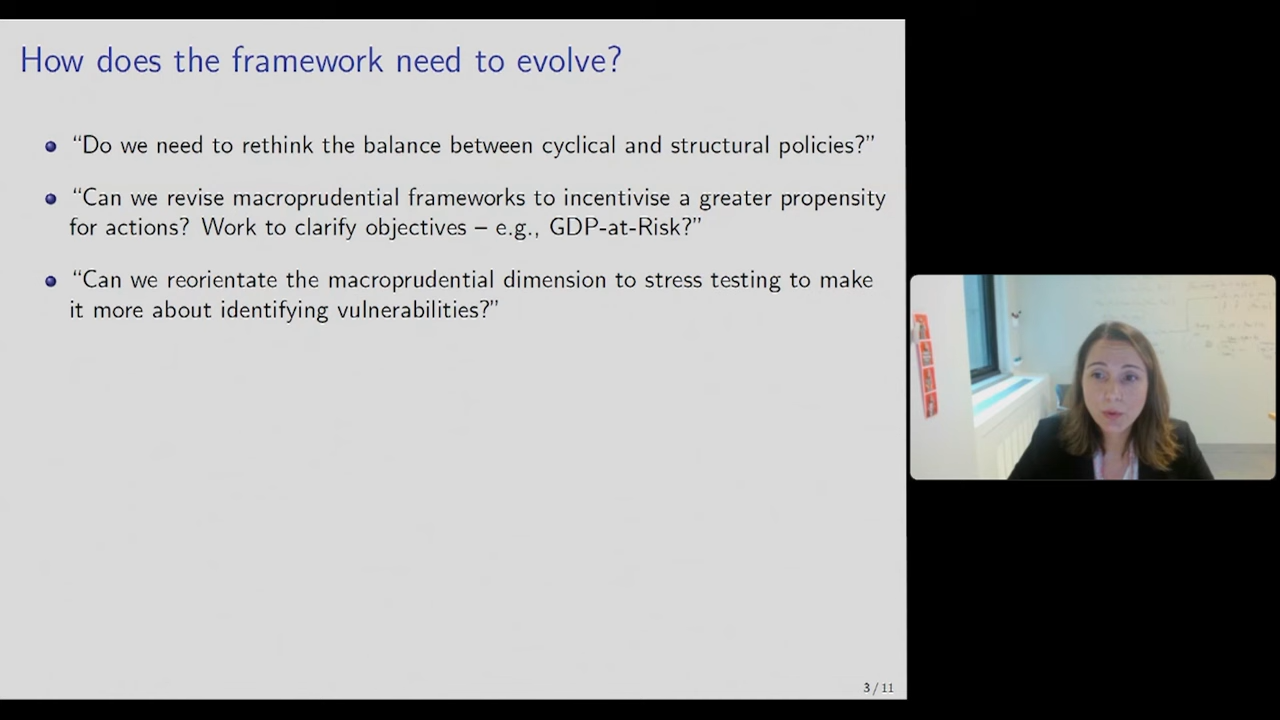 How does the framework need to evolve?
“Do we need to rethink the balance between cyclical and structural policies?”
“Can we revise macroprudential frameworks to incentivise a greater propensity
for actions? Work to clarify objectives – e.g., GDP-at-Risk?”
“Can we reorientate the macroprudential dimension to stress testing to make
it more about identifying vulnerabilities?”
3 / 11